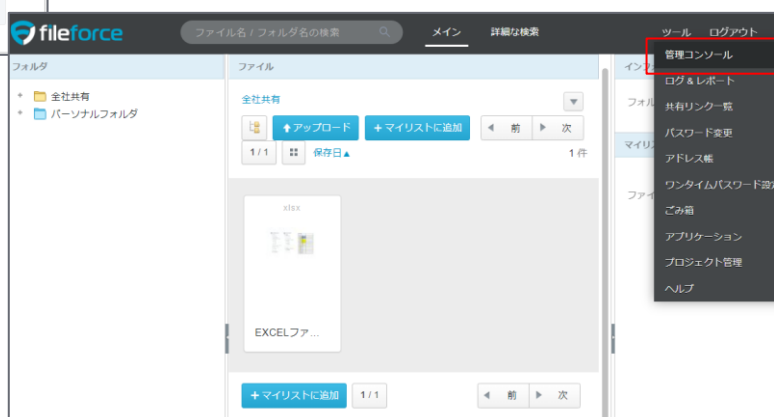 fileforce
ファイル名 / フォルダ名の検索
メイン
詳細な検索
ツール
ログアウト
フォルダ
全社共有
パーソナルフォルダ
ファイル
全社共有
アップロード
+マイリストに追加
前
次
1 / 1
保存日▲
1 件
xlsx
EXCELファ...
+マイリストに追加
1 / 1
前
次
管理コンソール
ログ & レポート
共有リンク一覧
パスワード変更
アドレス帳
ワンタイムパスワード設
ごみ箱
アプリケーション
プロジェクト管理
ヘルプ